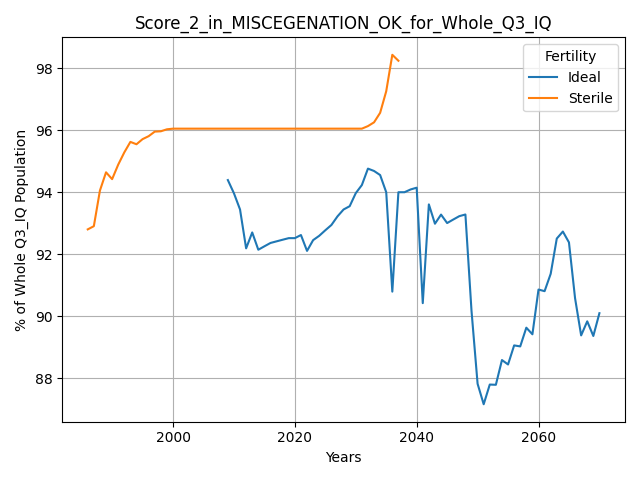 Score_2_in_MISCEGENATION_OK_for_Whole_Q3_IQ
Fertility
Ideal
Sterile
% of Whole Q3_IQ Population
98
96
94
92
90
88
2000
2020
2040
2060
Years